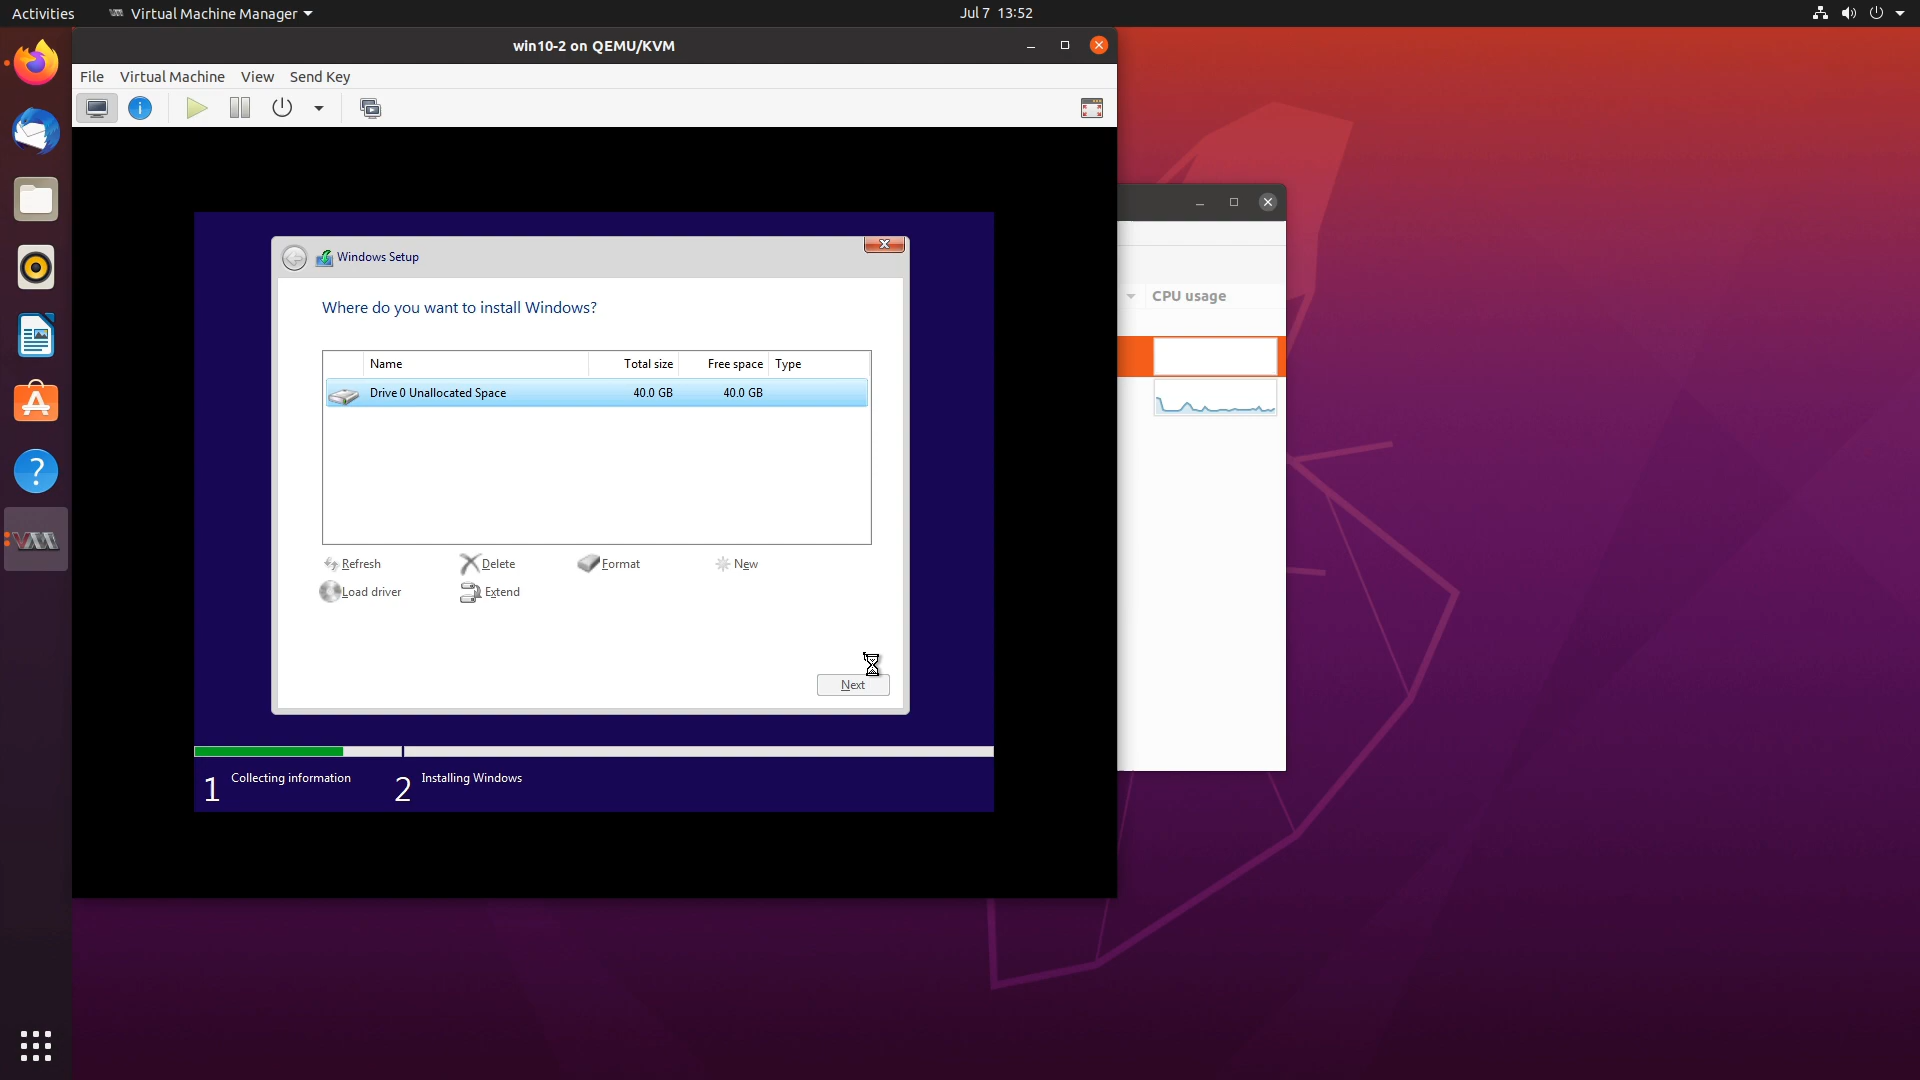 Activities
Virtual Machine Manager
Jul 7 13:52
win10-2 on QEMU/KVM
File Virtual Machine View Send Key
Windows Setup
Where do you want to install Windows?
Name Total size Free space Type
Drive 0 Unallocated Space 40.0 GB 40.0 GB
Refresh Delete Format New
Load driver Extend
Next
1 Collecting information 2 Installing Windows
CPU usage